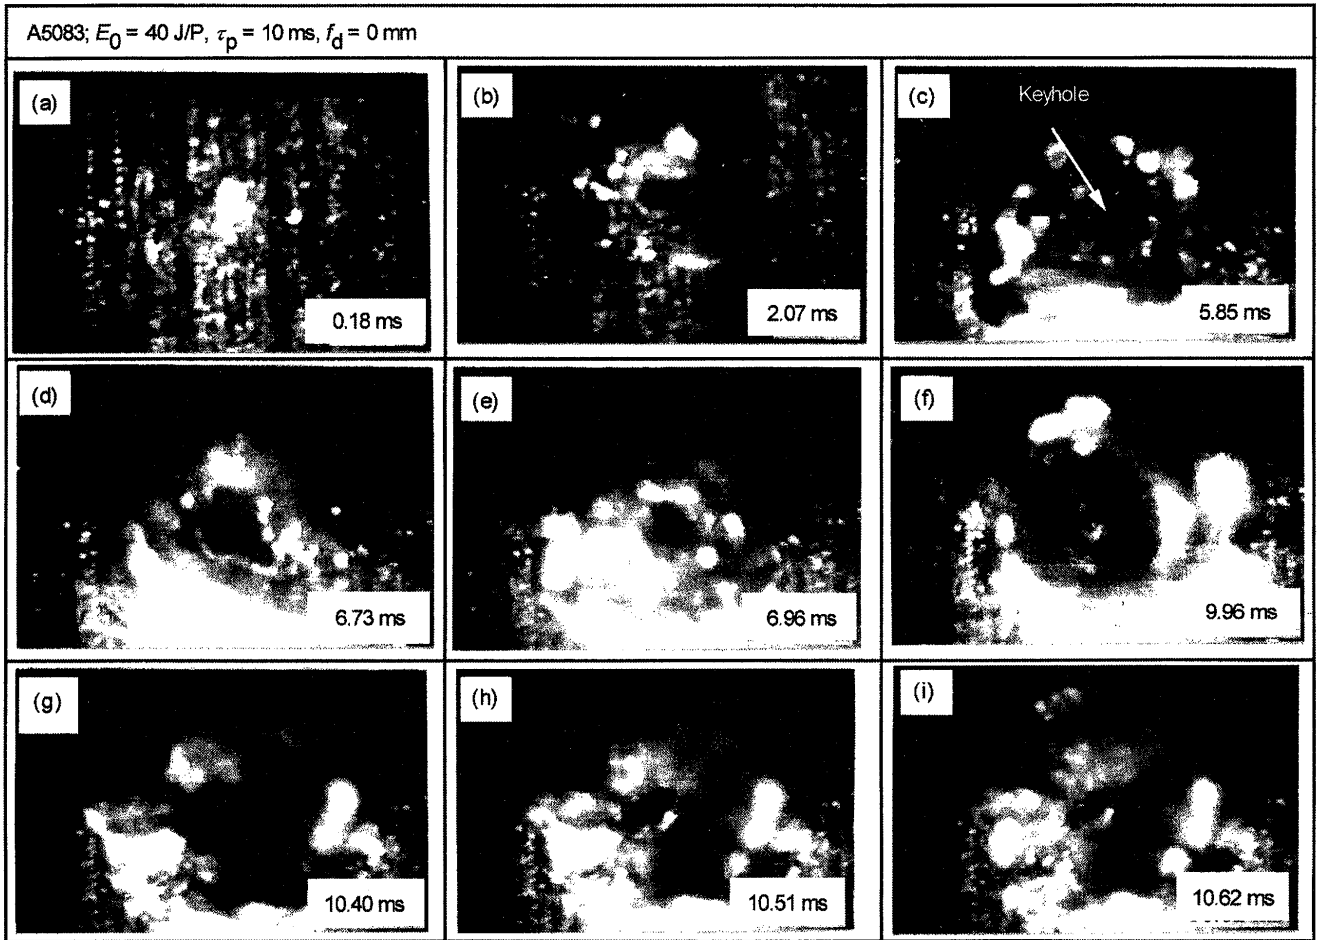 A5083; E0 = 40 J/P, τp = 10 ms, fd = 0 mm
(a)
0.18 ms
(b)
2.07 ms
(c)
Keyhole
5.85 ms
(d)
6.73 ms
(e)
6.96 ms
(f)
9.96 ms
(g)
10.40 ms
(h)
10.51 ms
(i)
10.62 ms